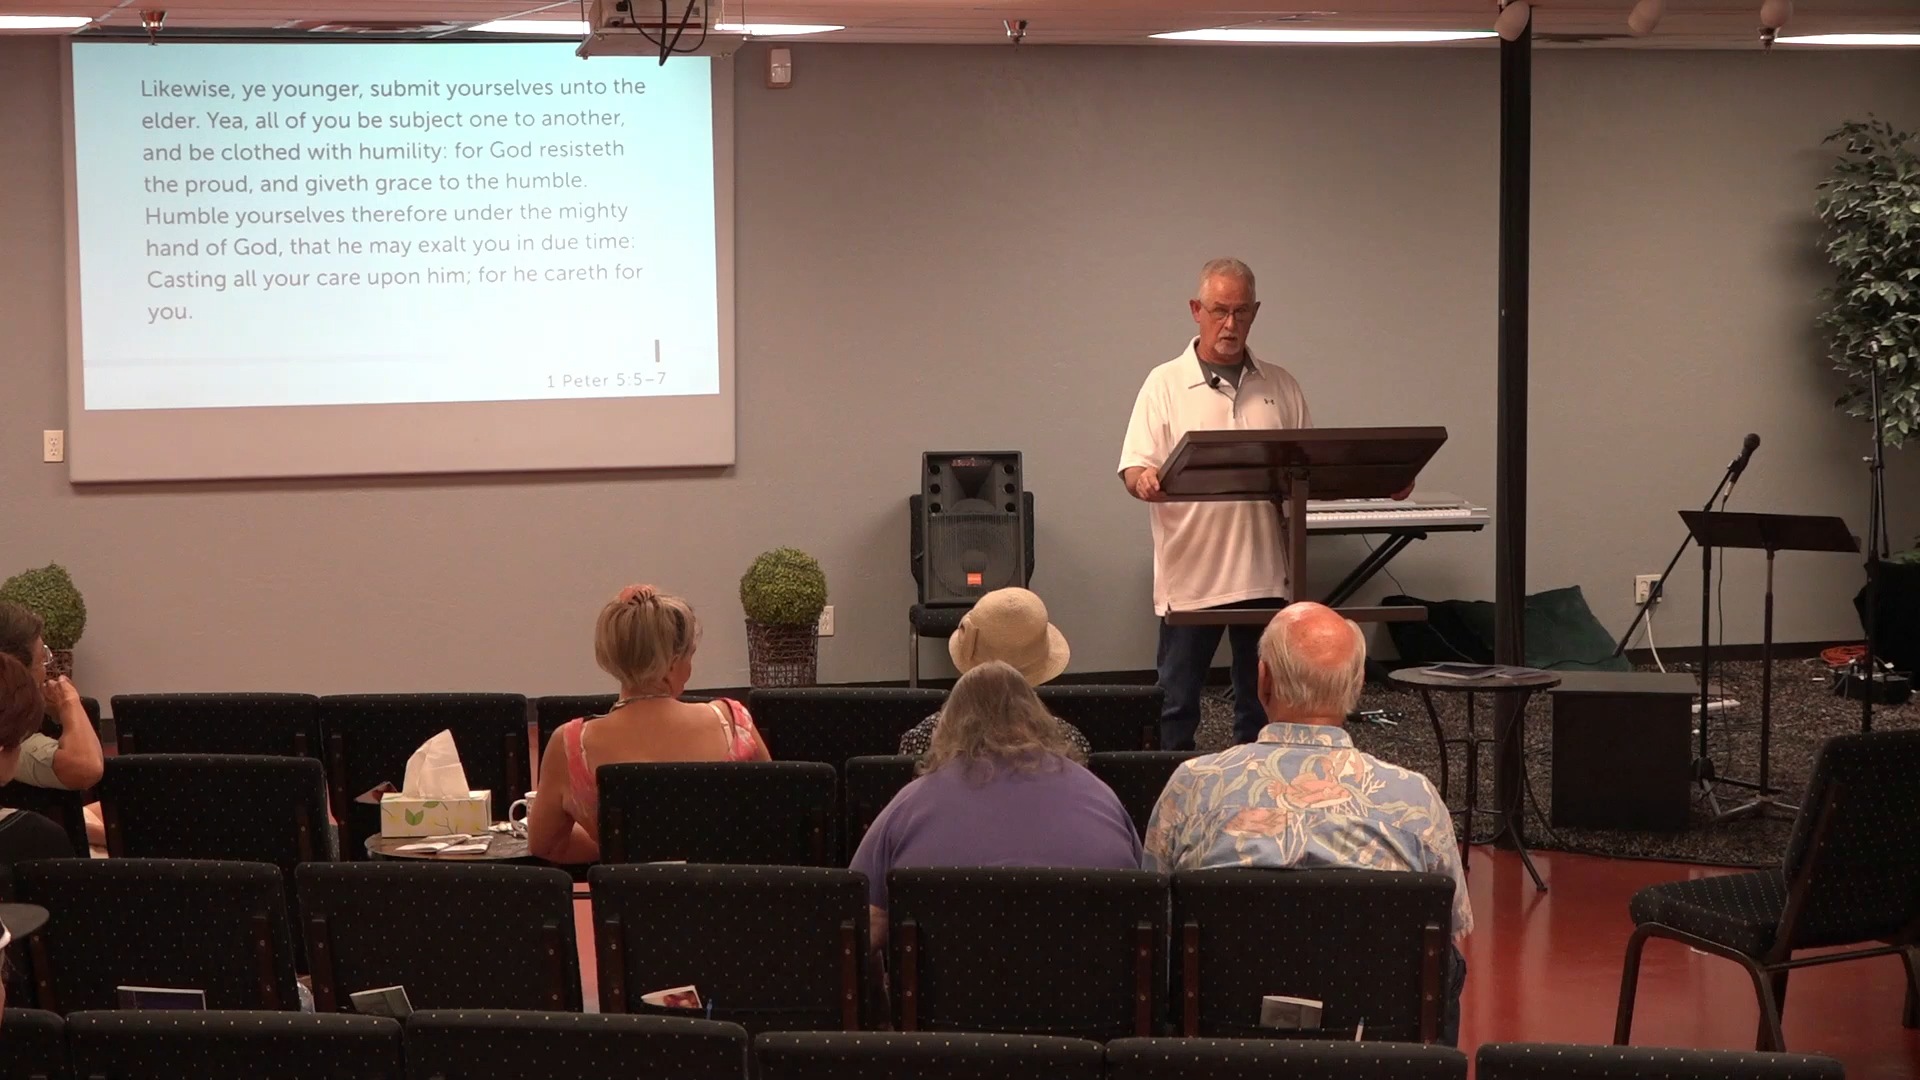 Likewise, ye younger, submit yourselves unto the
elder. Yea, all of you be subject one to another,
and be clothed with humility: for God resisteth
the proud, and giveth grace to the humble.
Humble yourselves therefore under the mighty
hand of God, that he may exalt you in due time:
Casting all your care upon him; for he careth for
you.
1 Peter 5:5–7